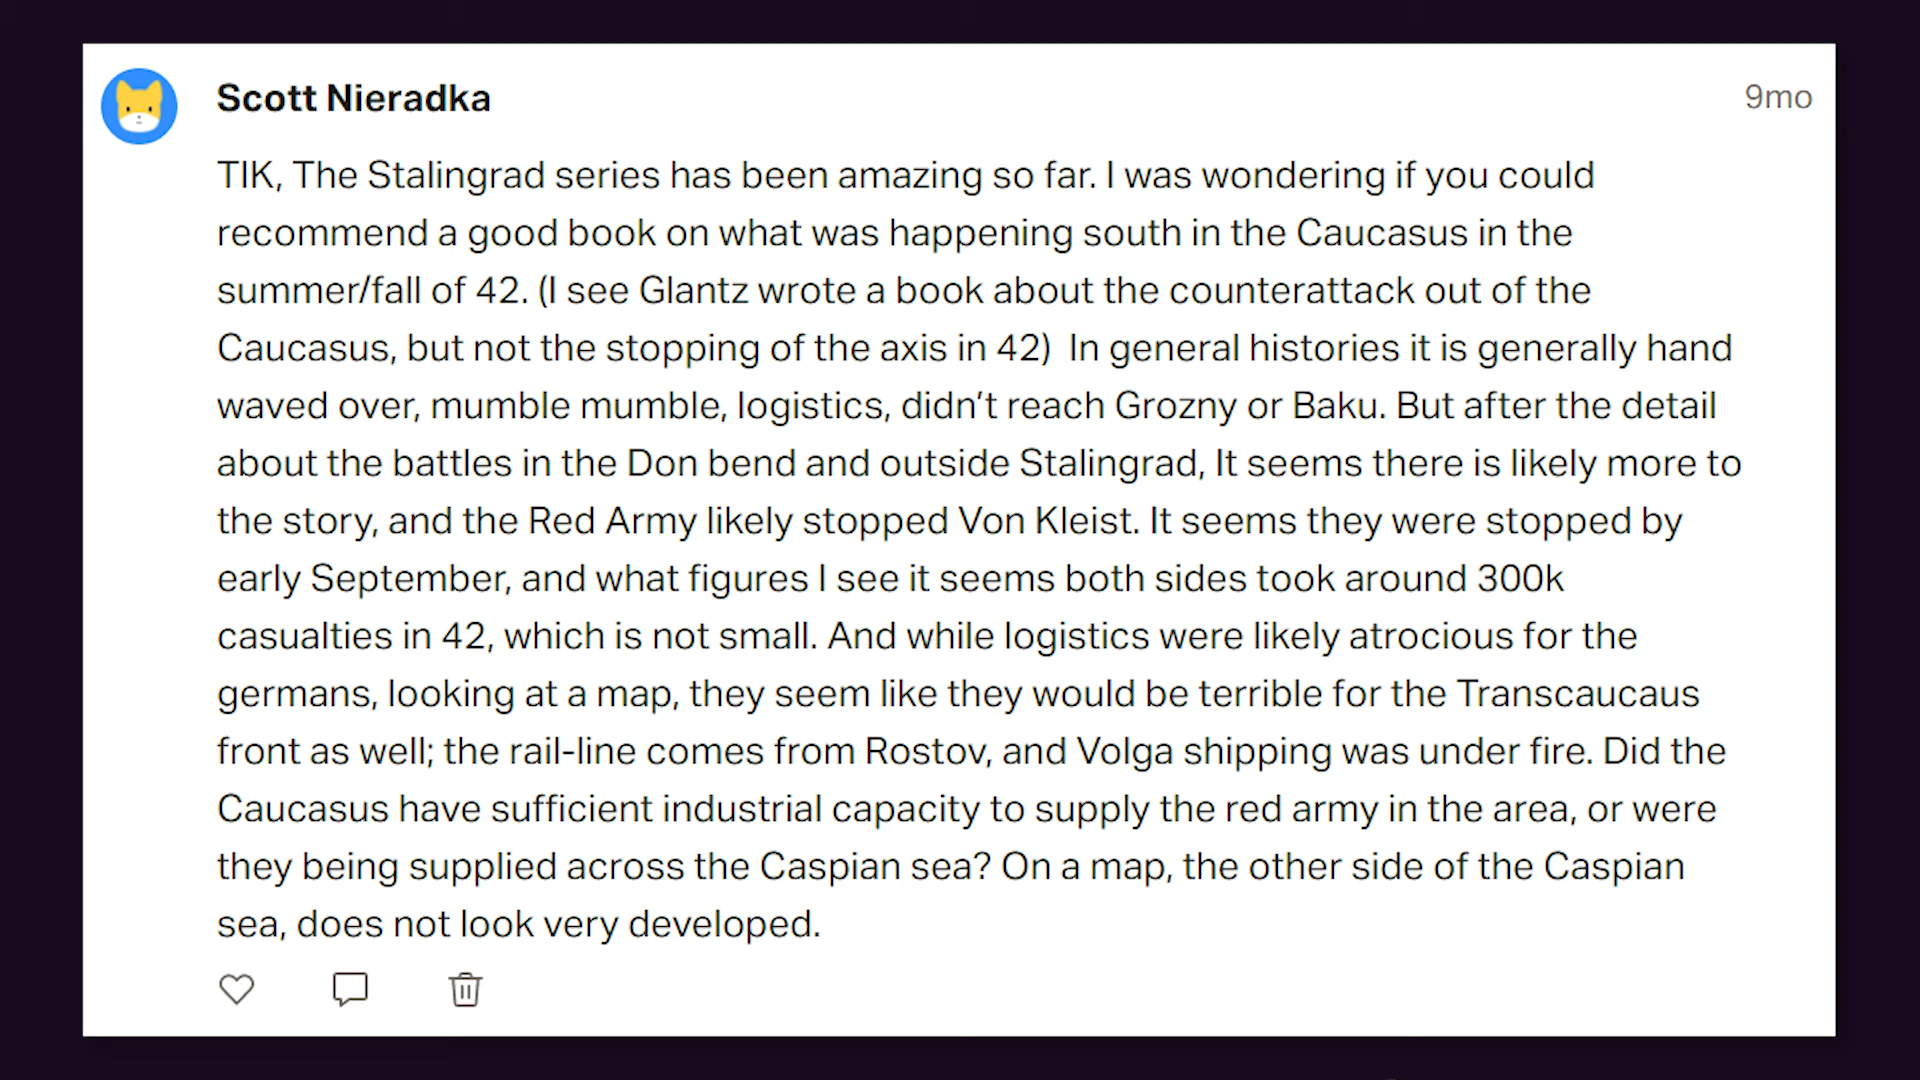 Scott Nieradka
9mo
TIK, The Stalingrad series has been amazing so far. I was wondering if you could
recommend a good book on what was happening south in the Caucasus in the
summer/fall of 42. (I see Glantz wrote a book about the counterattack out of the
Caucasus, but not the stopping of the axis in 42)  In general histories it is generally hand
waved over, mumble mumble, logistics, didn’t reach Grozny or Baku. But after the detail
about the battles in the Don bend and outside Stalingrad, It seems there is likely more to
the story, and the Red Army likely stopped Von Kleist. It seems they were stopped by
early September, and what figures I see it seems both sides took around 300k
casualties in 42, which is not small. And while logistics were likely atrocious for the
germans, looking at a map, they seem like they would be terrible for the Transcaucaus
front as well; the rail-line comes from Rostov, and Volga shipping was under fire. Did the
Caucasus have sufficient industrial capacity to supply the red army in the area, or were
they being supplied across the Caspian sea? On a map, the other side of the Caspian
sea, does not look very developed.